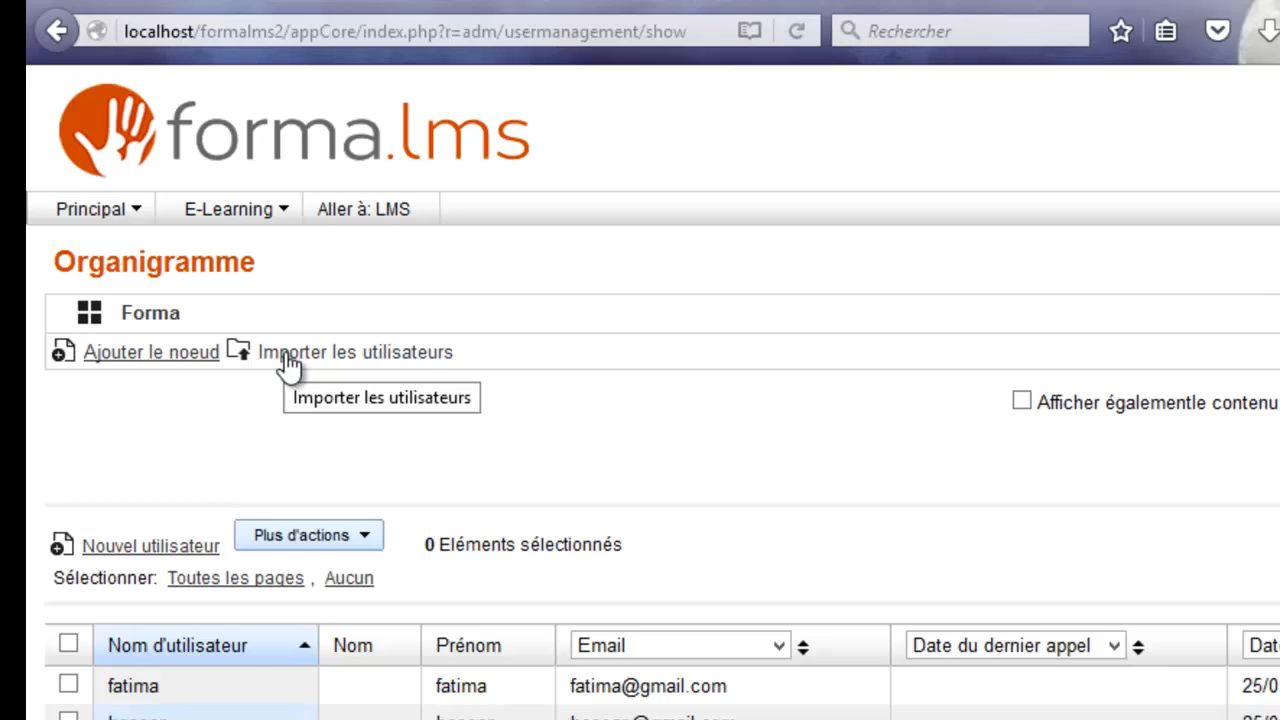 localhost/formalms2/appCore/index.php?r=adm/usermanagement/show Rechercher
forma.lms
Principal E-Learning Aller à: LMS
Organigramme
Forma
Ajouter le noeud Importer les utilisateurs
Importer les utilisateurs
Afficher égalementle contenu
Nouvel utilisateur Plus d'actions 0 Eléments sélectionnés
Sélectionner: Toutes les pages , Aucun
Nom d'utilisateur Nom Prénom Email Date du dernier appel Dat
fatima fatima fatima@gmail.com 25/0